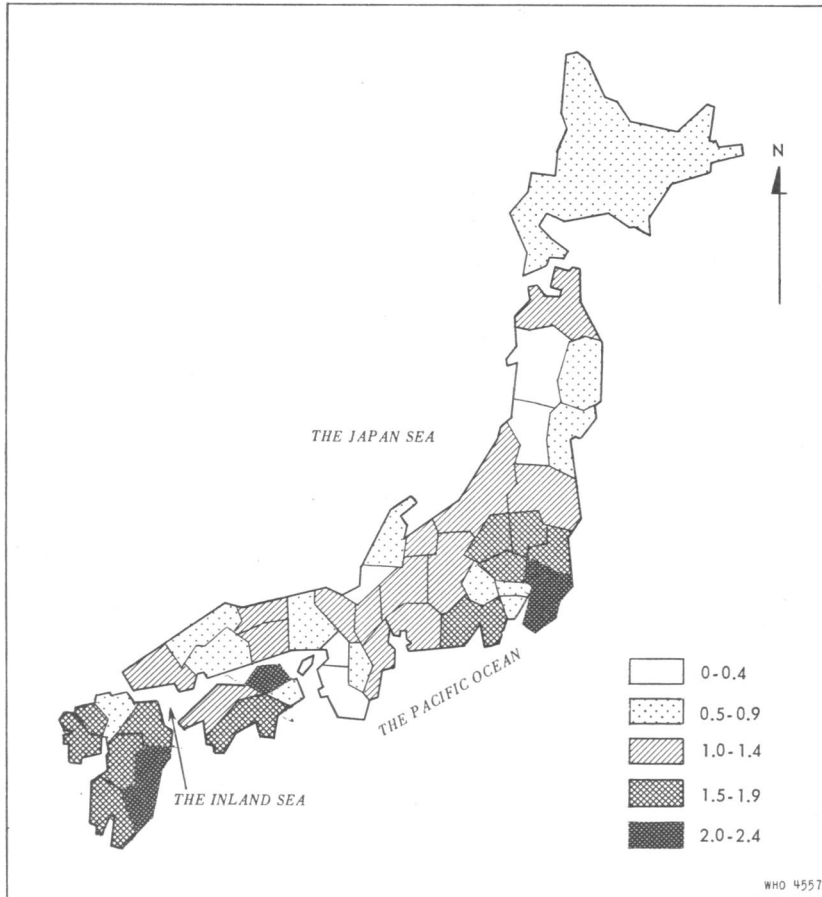 N
THE JAPAN SEA
THE PACIFIC OCEAN
THE INLAND SEA
0-0.4
0.5-0.9
1.0-1.4
1.5-1.9
2.0-2.4
WHO 4557